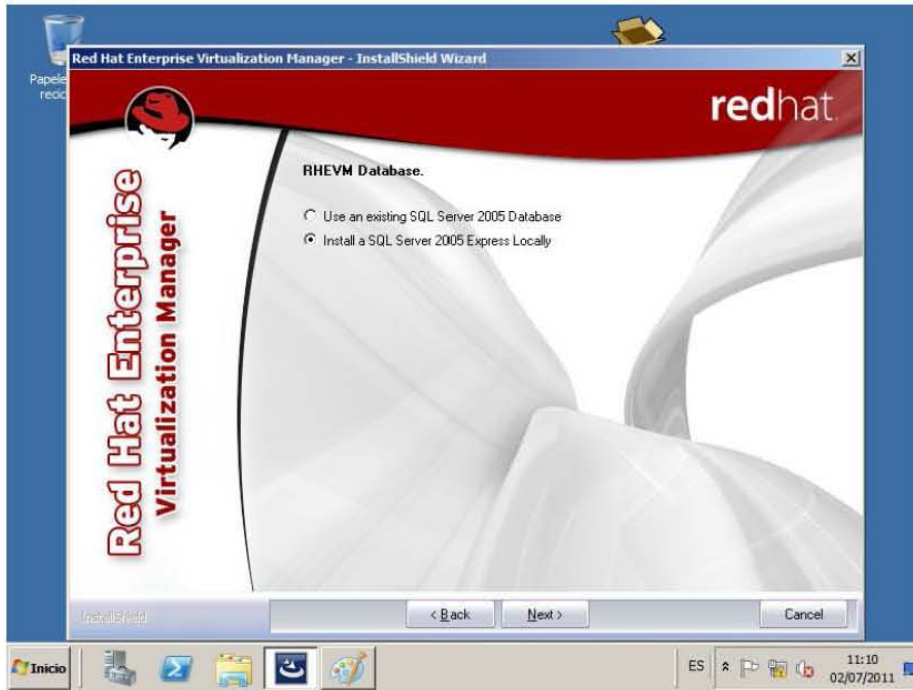 Papele
recic
Red Hat Enterprise Virtualization Manager - InstallShield Wizard
redhat.
Red Hat Enterprise
Virtualization Manager
RHEVM Database.
Use an existing SQL Server 2005 Database
Install a SQL Server 2005 Express Locally
InstallShield
< Back
Next >
Cancel
Inicio
ES
11:10
02/07/2011